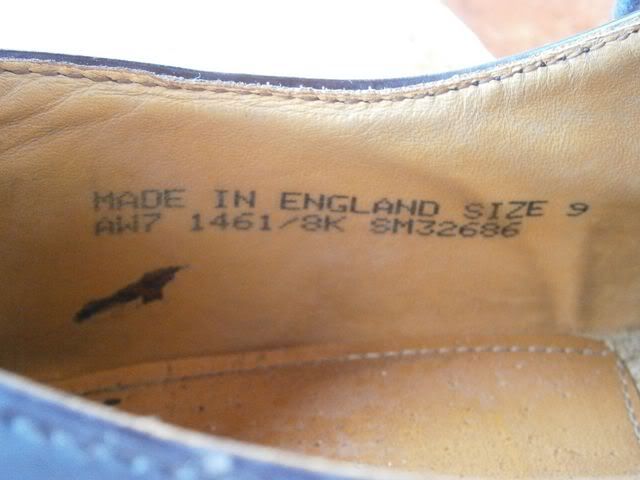 MADE IN ENGLAND SIZE 9
AW7 1461/8K SM32686